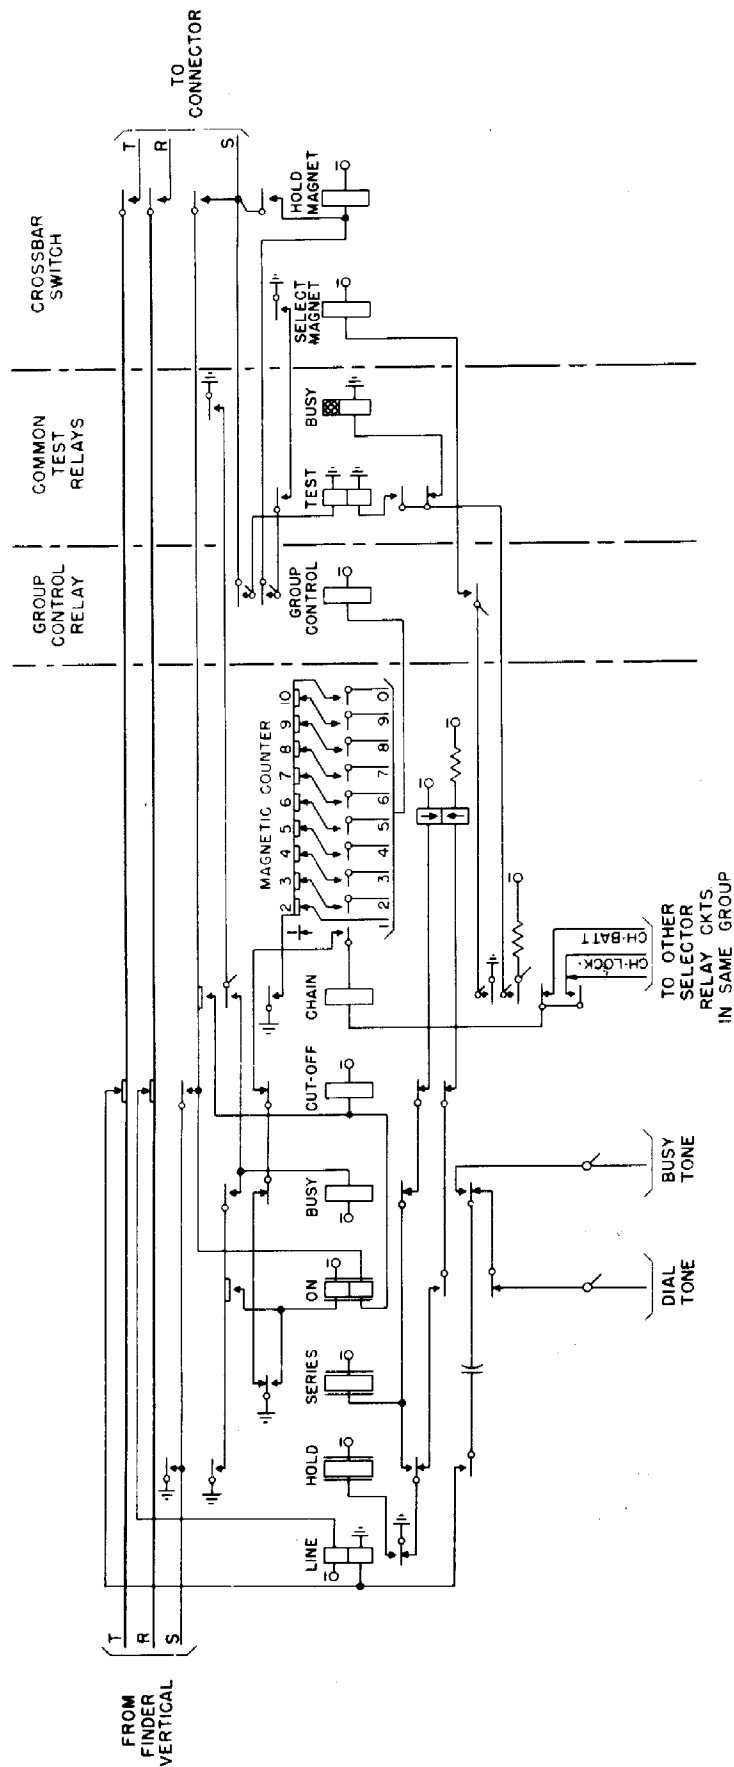 FROM
FINDER
VERTICAL
T
R
S
LINE
HOLD
SERIES
ON
BUSY
CUT-OFF
CHAIN
DIAL
TONE
BUSY
TONE
MAGNETIC COUNTER
1 2 3 4 5 6 7 8 9 10
1 2 3 4 5 6 7 8 9 0
CH-LOCK
CH-BATT
TO OTHER
SELECTOR
RELAY CKTS.
IN SAME GROUP
GROUP
CONTROL
RELAY
GROUP
CONTROL
COMMON
TEST
RELAYS
TEST
BUSY
CROSSBAR
SWITCH
SELECT
MAGNET
HOLD
MAGNET
T
R
S
TO
CONNECTOR